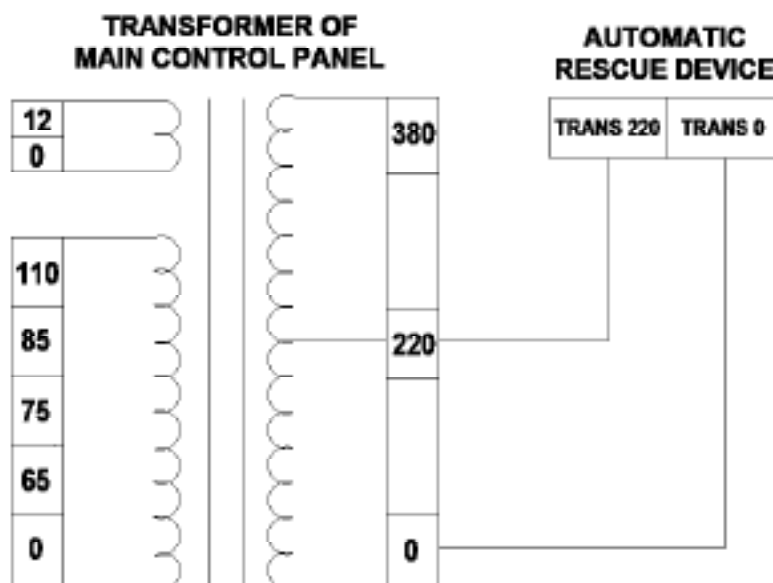 TRANSFORMER OF
MAIN CONTROL PANEL
AUTOMATIC
RESCUE DEVICE
12
0
110
85
75
65
0
380
220
0
TRANS 220 TRANS 0